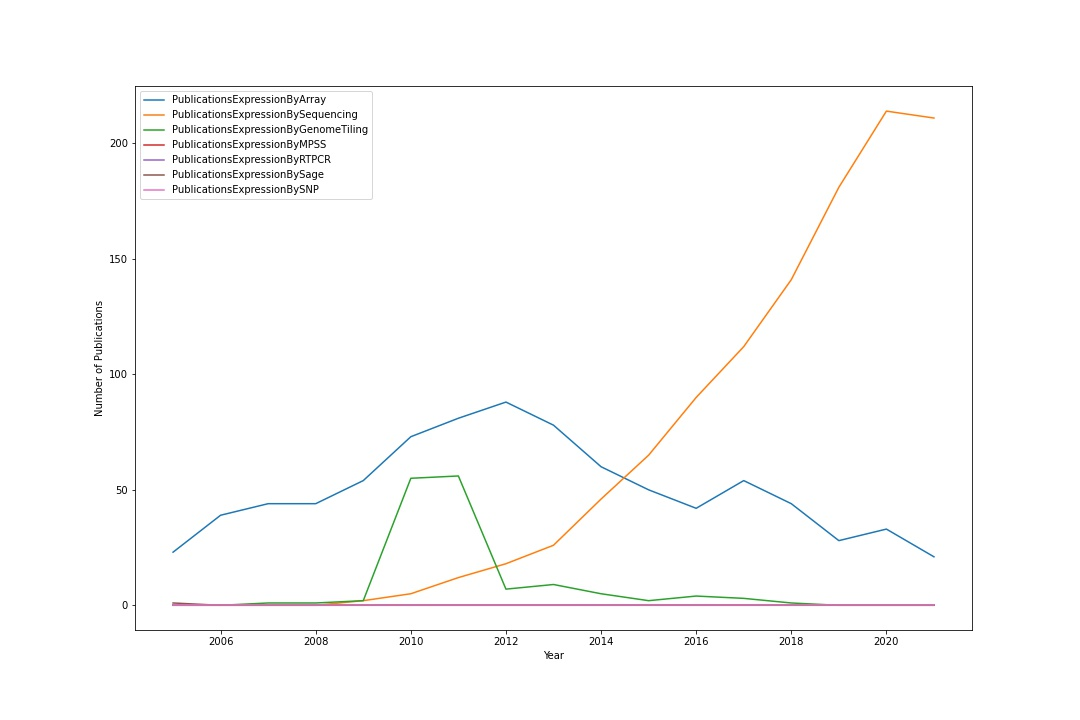 PublicationsExpressionByArray
PublicationsExpressionBySequencing
PublicationsExpressionByGenomeTiling
PublicationsExpressionByMPSS
PublicationsExpressionByRTPCR
PublicationsExpressionBySage
PublicationsExpressionBySNP
200
150
100
50
0
Number of Publications
2006 2008 2010 2012 2014 2016 2018 2020
Year